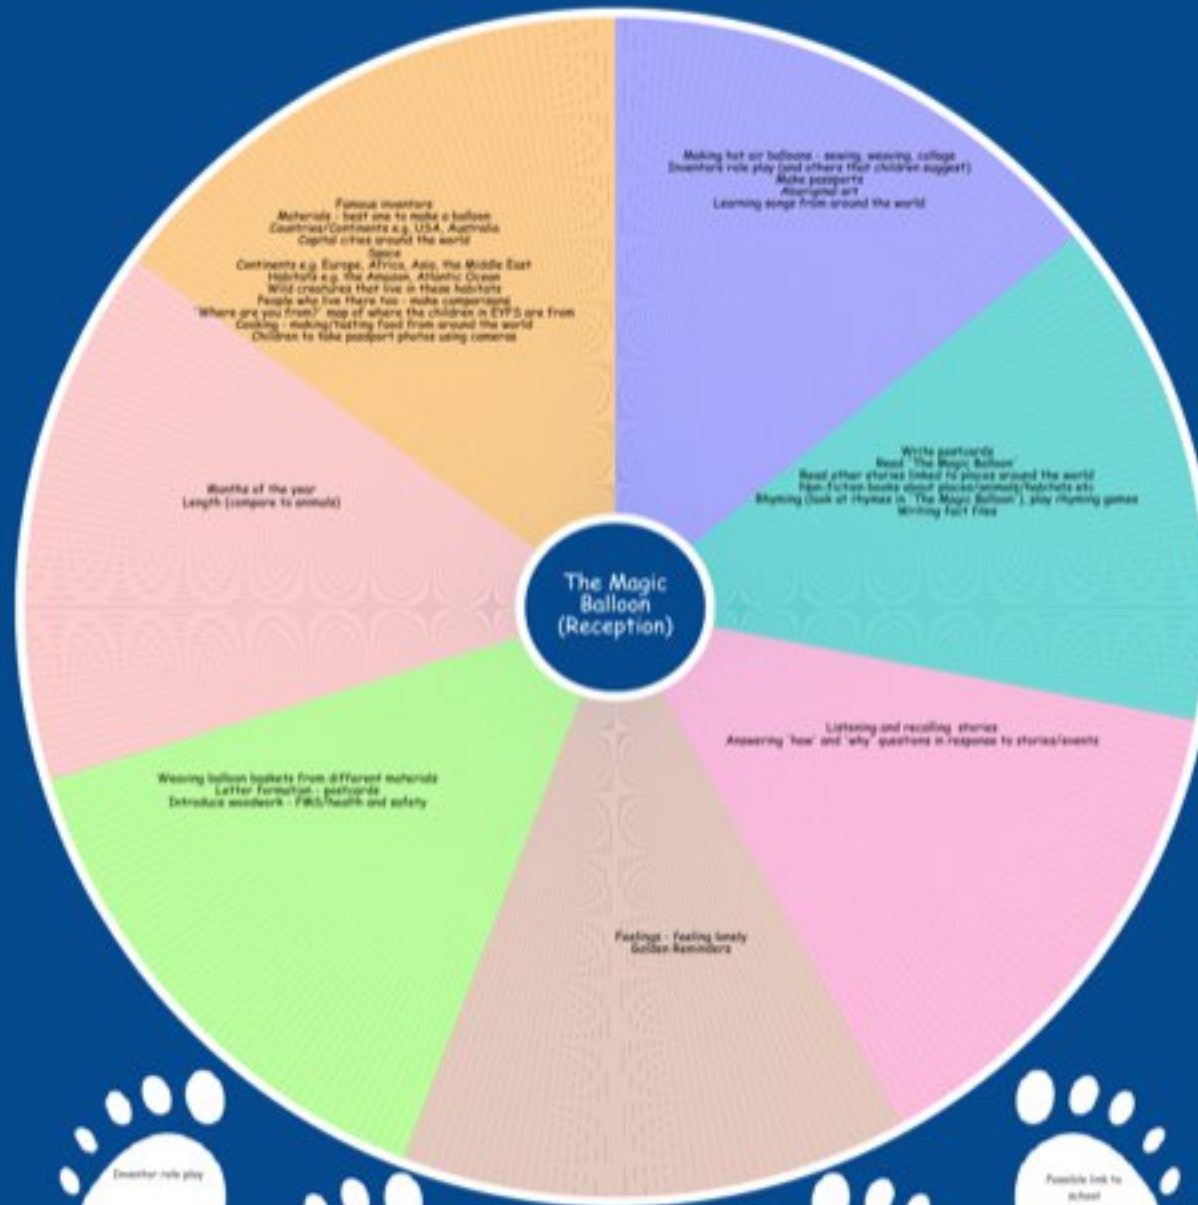 Making hot air balloons - sewing, weaving, collage
Inventors role play (and others that children suggest)
Make passports
Aboriginal art
Learning songs from around the world
Write postcards
Read 'The Magic Balloon'
Read other stories linked to places around the world
Non-fiction books about places/animals/habitats etc
Rhyming (look at rhymes in 'The Magic Balloon'), play rhyming games
Writing fact files
Listening and recalling stories
Answering 'how' and 'why' questions in response to stories/events
Feelings - feeling lonely
Golden Reminders
Weaving balloon baskets from different materials
Letter formation - postcards
Introduce woodwork - FMS/health and safety
Months of the year
Length (compare to animals)
Famous inventors
Materials - best one to make a balloon
Countries/Continents e.g. USA, Australia
Capital cities around the world
Space
Continents e.g. Europe, Africa, Asia, the Middle East
Habitats e.g. the Amazon, Atlantic Ocean
Wild creatures that live in these habitats
People who live there too - make comparisons
'Where are you from?' map of where the children in EYFS are from
Cooking - making/tasting food from around the world
Children to take passport photos using cameras
The Magic
Balloon
(Reception)
Inventor role play
Possible link to
school